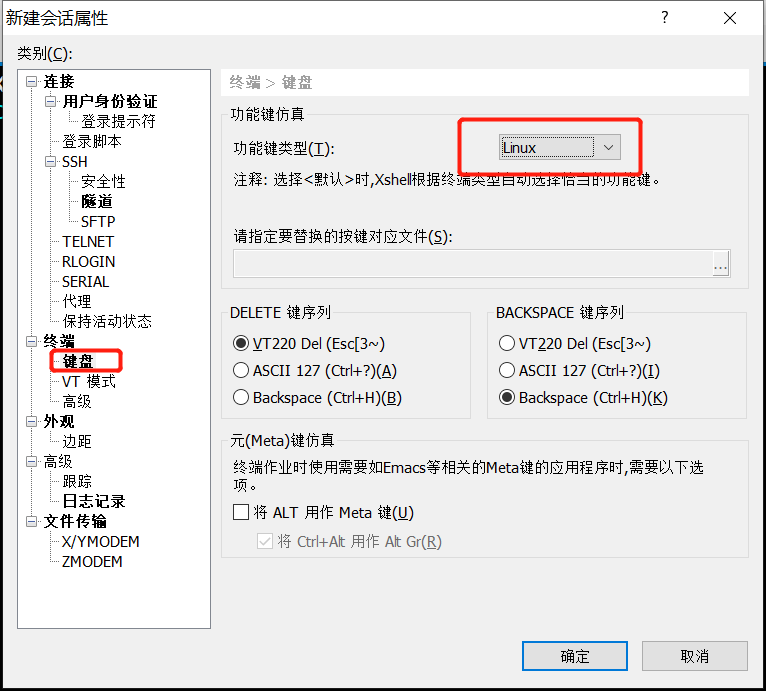 新建会话属性
?
类别(C):
连接
用户身份验证
登录提示符
登录脚本
SSH
安全性
隧道
SFTP
TELNET
RLOGIN
SERIAL
代理
保持活动状态
终端
键盘
VT 模式
高级
外观
边距
高级
跟踪
日志记录
文件传输
X/YMODEM
ZMODEM
终端 > 键盘
功能键仿真
功能键类型(T):
Linux
注释: 选择<默认>时,Xshell根据终端类型自动选择恰当的功能键。
请指定要替换的按键对应文件(S):
...
DELETE 键序列
VT220 Del (Esc[3~)
ASCII 127 (Ctrl+?)(A)
Backspace (Ctrl+H)(B)
BACKSPACE 键序列
VT220 Del (Esc[3~)
ASCII 127 (Ctrl+?)(I)
Backspace (Ctrl+H)(K)
元(Meta)键仿真
终端作业时使用需要如Emacs等相关的Meta键的应用程序时,需要以下选
项。
将 ALT 用作 Meta 键(U)
将 Ctrl+Alt 用作 Alt Gr(R)
确定
取消